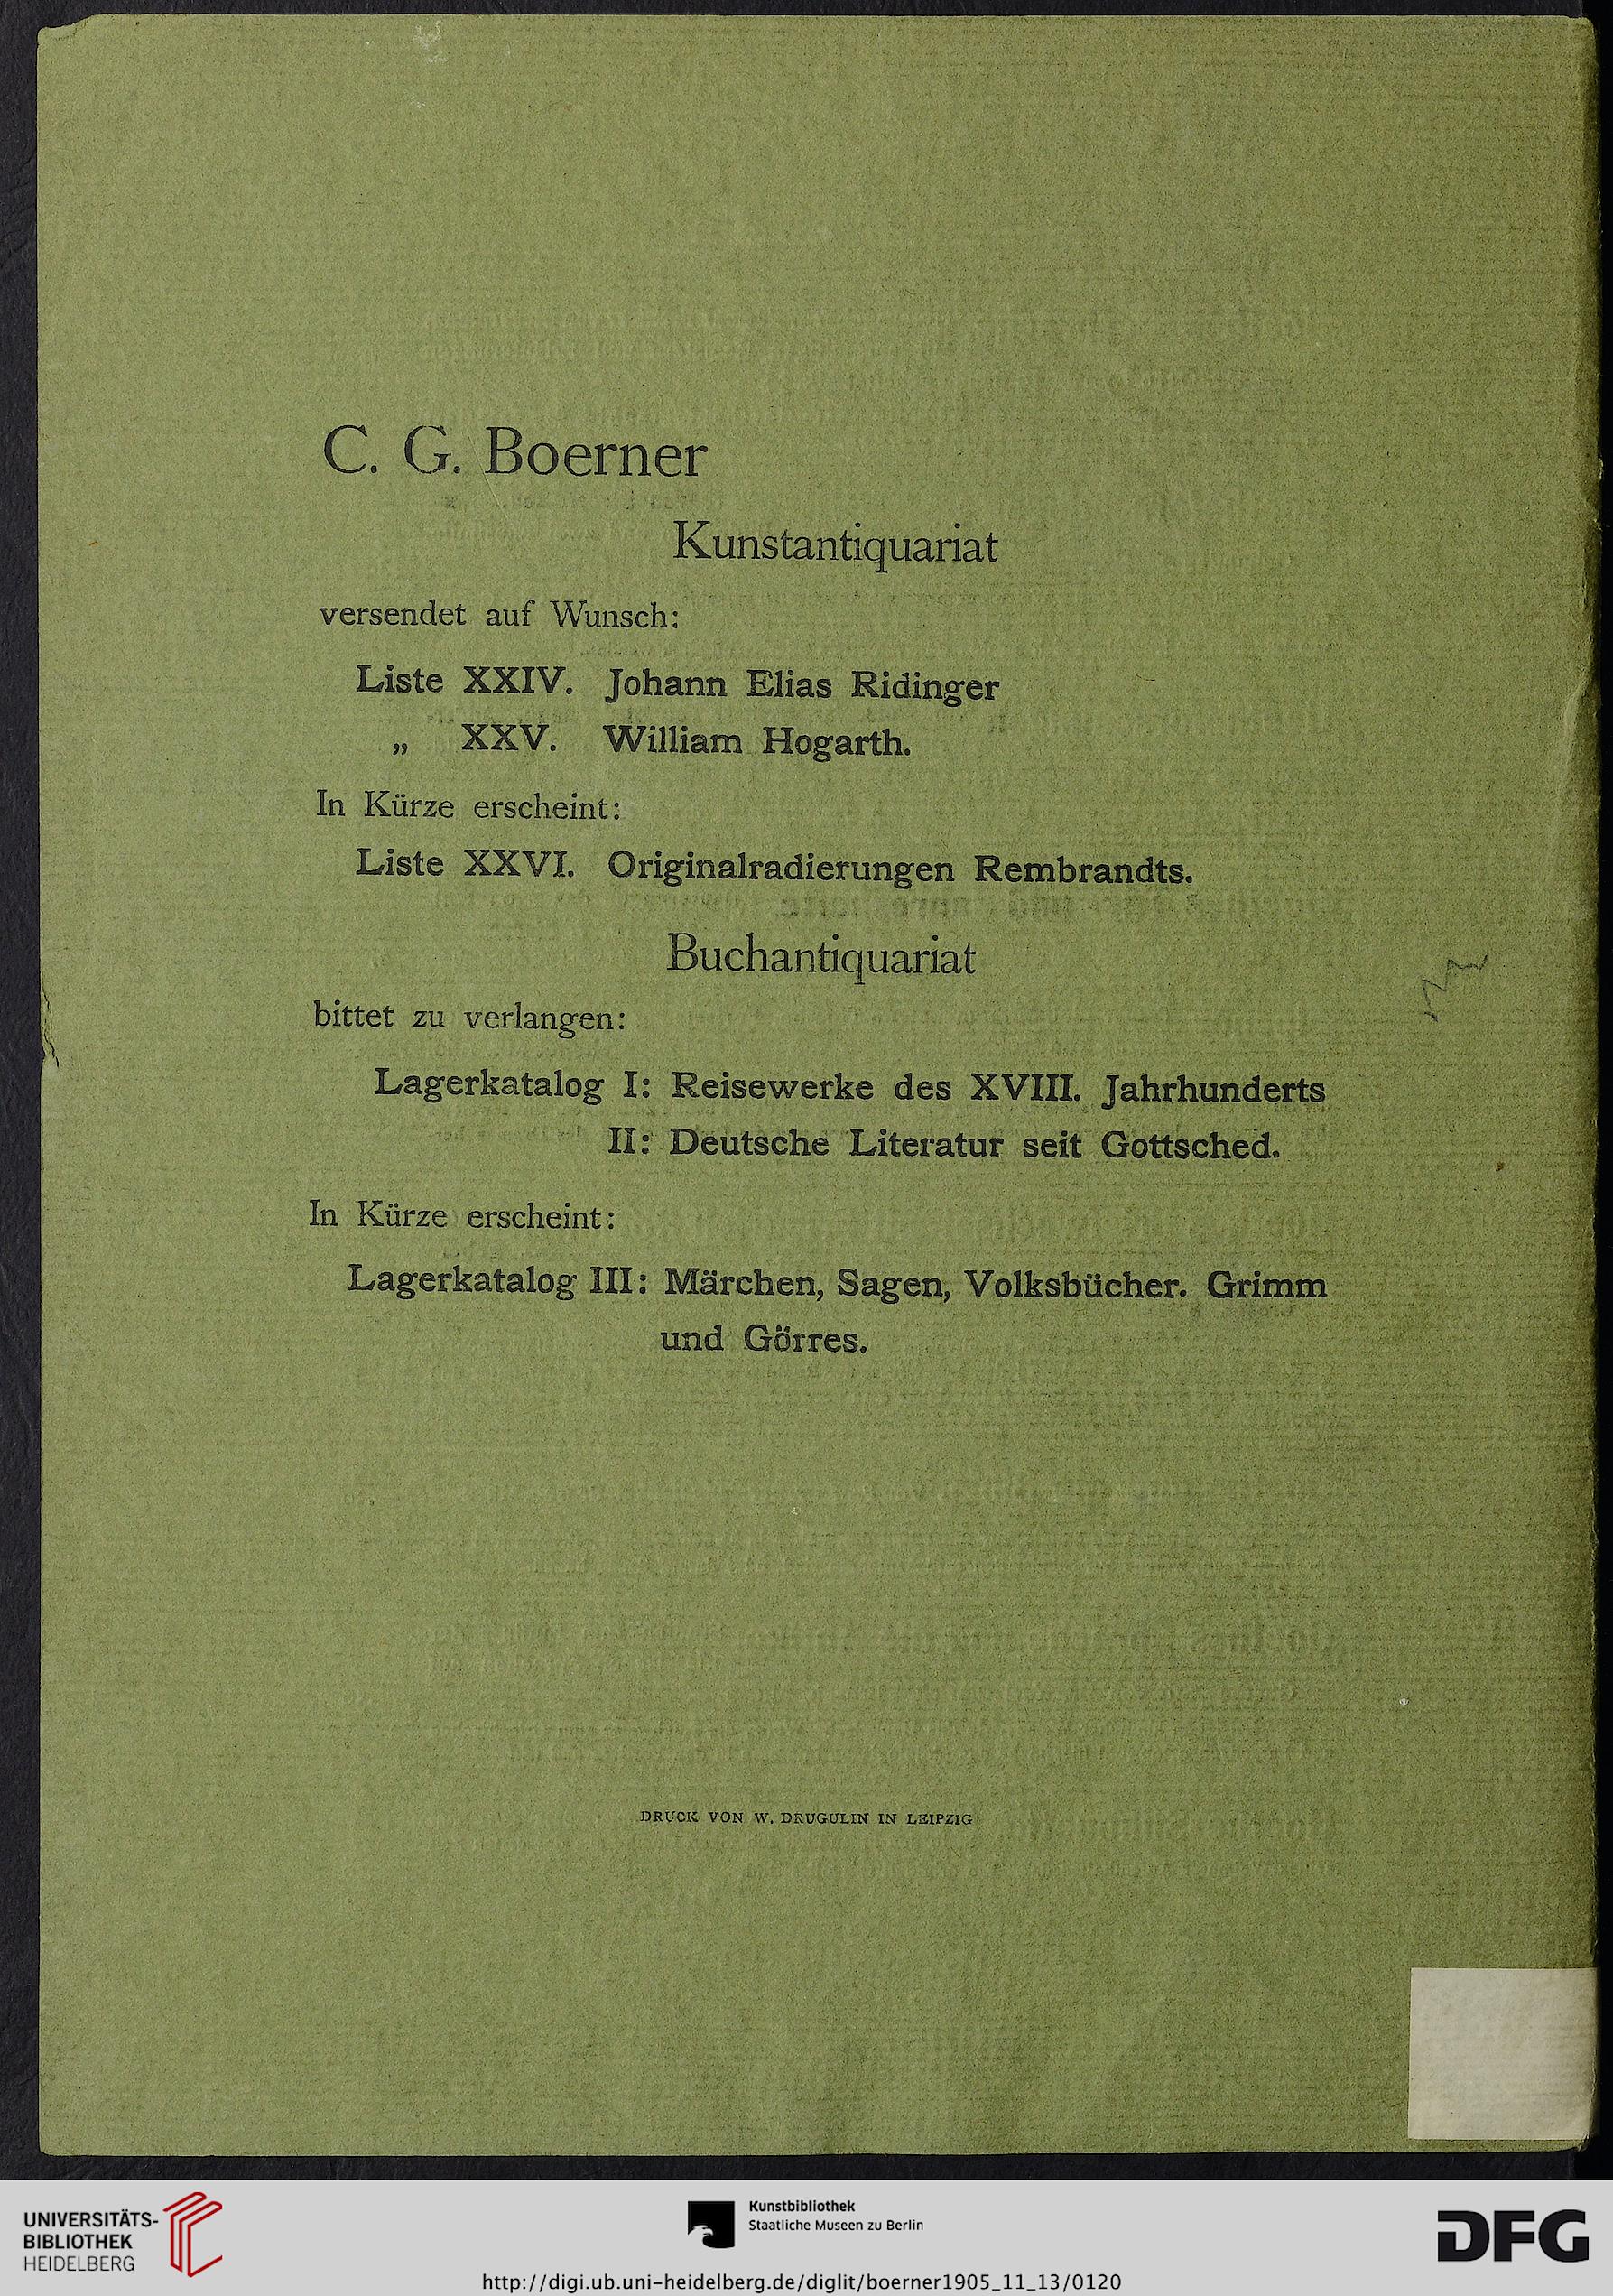 C. G. Boerner
Kunstantiquariat
versendet auf Wunsch:
Liste XXIV. Johann Elias Ridinger
„ XXV. William Hogarth.
In Kürze erscheint:
Liste XXVI. Originalradierungen Rembrandts.
Buchantiquariat
bittet zu verlangen:
Lagerkatalog I: Reisewerke des XVIII. Jahrhunderts
II: Deutsche Literatur seit Gottsched.
In Kürze erscheint:
Lagerkatalog III: Märchen, Sagen, Volksbücher. Grimm
und Görres.
DRUCK VON W. DRUGULIN IN LEIPZIG
UNIVERSITÄTS-
BIBLIOTHEK
HEIDELBERG
Kunstbibliothek
Staatliche Museen zu Berlin
DFG
http://digi.ub.uni-heidelberg.de/diglit/boerner1905_11_13/0120